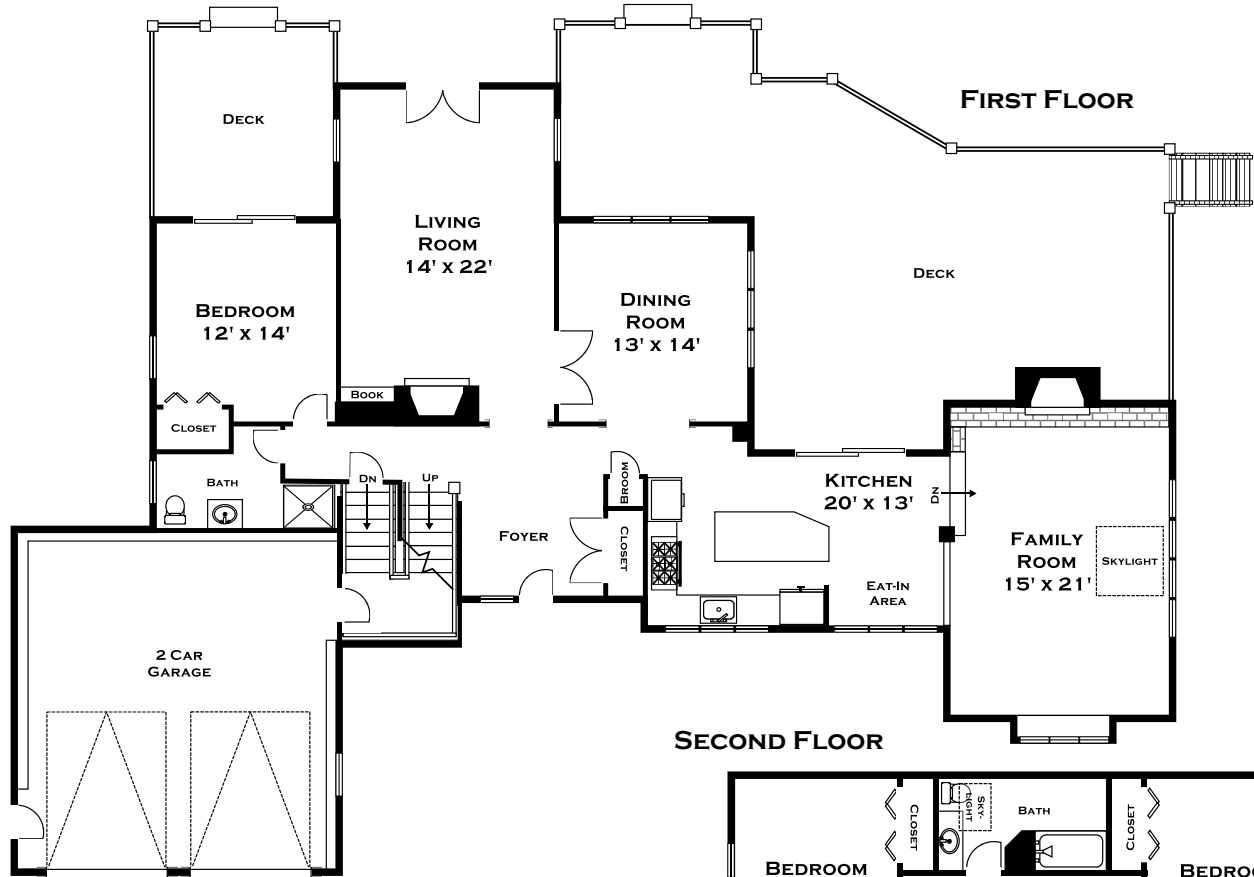 FIRST FLOOR
DECK
LIVING
ROOM
14' X 22'
DECK
BEDROOM
12' X 14'
DINING
ROOM
13' X 14'
BOOK
CLOSET
BATH
DN
UP
BROOM
KITCHEN
20' X 13'
DN
FOYER
CLOSET
FAMILY
ROOM
15' X 21'
SKYLIGHT
EAT-IN
AREA
2 CAR
GARAGE
SECOND FLOOR
CLOSET
SKY-
LIGHT
BATH
CLOSET
BEDROOM
BEDROO